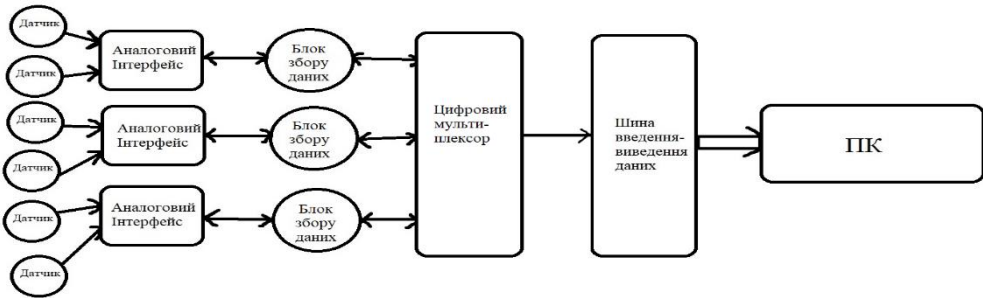 Датчик
Датчик
Датчик
Датчик
Датчик
Датчик
Аналоговий
Інтерфейс
Аналоговий
Інтерфейс
Аналоговий
Інтерфейс
Блок
збору
даних
Блок
збору
даних
Блок
збору
даних
Цифровий
мульти-
плексор
Шина
введення-
виведення
даних
ПК